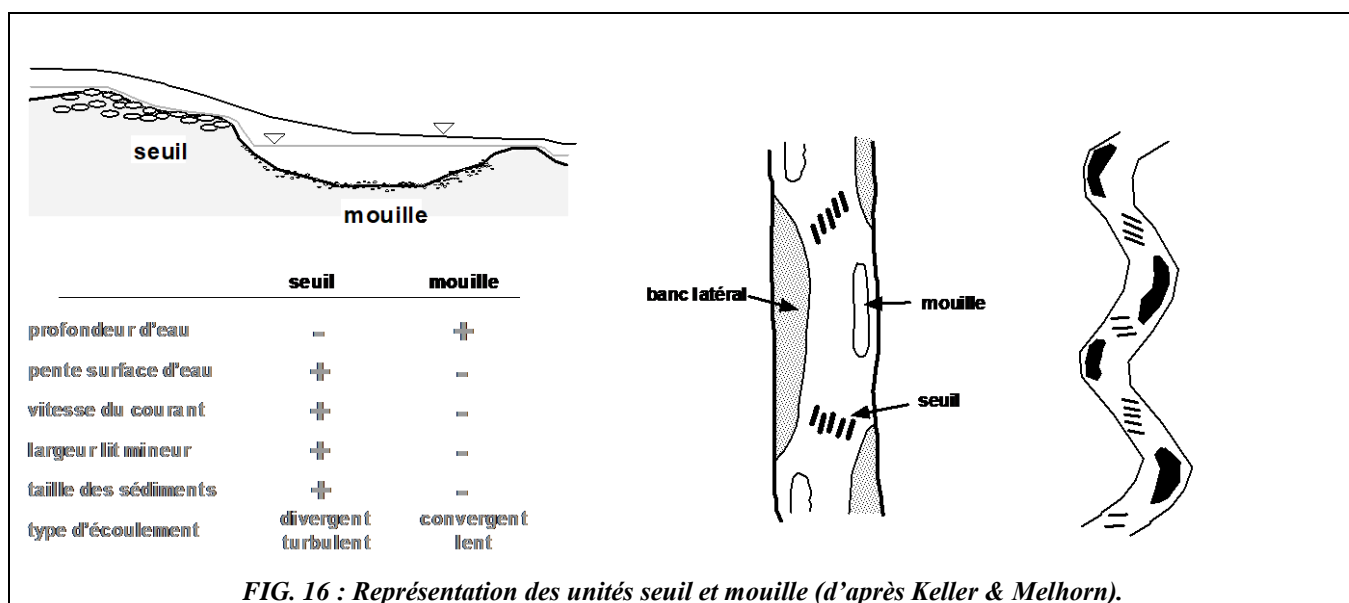 seuil
mouille
seuil mouille
profondeur d'eau - +
pente surface d'eau + -
vitesse du courant + -
largeur lit mineur + -
taille des sédiments + -
type d'écoulement divergent convergent
turbulent lent
banc latéral
mouille
seuil
FIG. 16 : Représentation des unités seuil et mouille (d'après Keller & Melhorn).